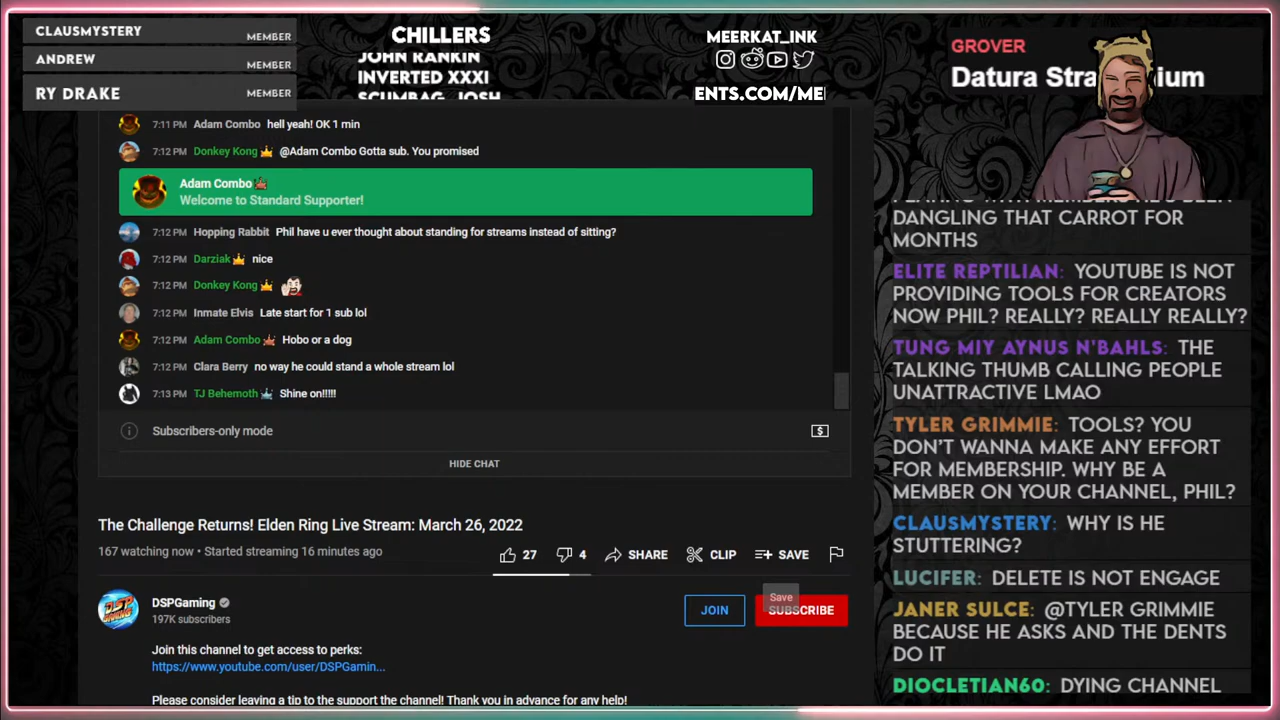 CLAUSMYSTERY MEMBER
ANDREW MEMBER
RY DRAKE MEMBER
CHILLERS
JOHN RANKIN
INVERTED XXXI
SCUMBAG JOSH
MEERKAT_INK
ENTS.COM/ME
GROVER
Datura
7:11 PM Adam Combo hell yeah! OK 1 min
7:12 PM Donkey Kong @Adam Combo Gotta sub. You promised
Adam Combo
Welcome to Standard Supporter!
7:12 PM Hopping Rabbit Phil have u ever thought about standing for streams instead of sitting?
7:12 PM Darziak nice
7:12 PM Donkey Kong
7:12 PM Inmate Elvis Late start for 1 sub lol
7:12 PM Adam Combo Hobo or a dog
7:12 PM Clara Berry no way he could stand a whole stream lol
7:13 PM TJ Behemoth Shine on!!!!!
Subscribers-only mode
HIDE CHAT
The Challenge Returns! Elden Ring Live Stream: March 26, 2022
167 watching now • Started streaming 16 minutes ago
27 4 SHARE CLIP SAVE
Save
DSP GAMING
DSPGaming
197K subscribers
JOIN SUBSCRIBE
Join this channel to get access to perks:
https://www.youtube.com/user/DSPGamin...
Please consider leaving a tip to the support the channel! Thank you in advance for any help!
DANGLING THAT CARROT FOR
MONTHS
ELITE REPTILIAN: YOUTUBE IS NOT
PROVIDING TOOLS FOR CREATORS
NOW PHIL? REALLY? REALLY REALLY?
TUNG MIY AYNUS N'BAHLS: THE
TALKING THUMB CALLING PEOPLE
UNATTRACTIVE LMAO
TYLER GRIMMIE: TOOLS? YOU
DON'T WANNA MAKE ANY EFFORT
FOR MEMBERSHIP. WHY BE A
MEMBER ON YOUR CHANNEL, PHIL?
CLAUSMYSTERY: WHY IS HE
STUTTERING?
LUCIFER: DELETE IS NOT ENGAGE
JANER SULCE: @TYLER GRIMMIE
BECAUSE HE ASKS AND THE DENTS
DO IT
DIOCLETIAN60: DYING CHANNEL